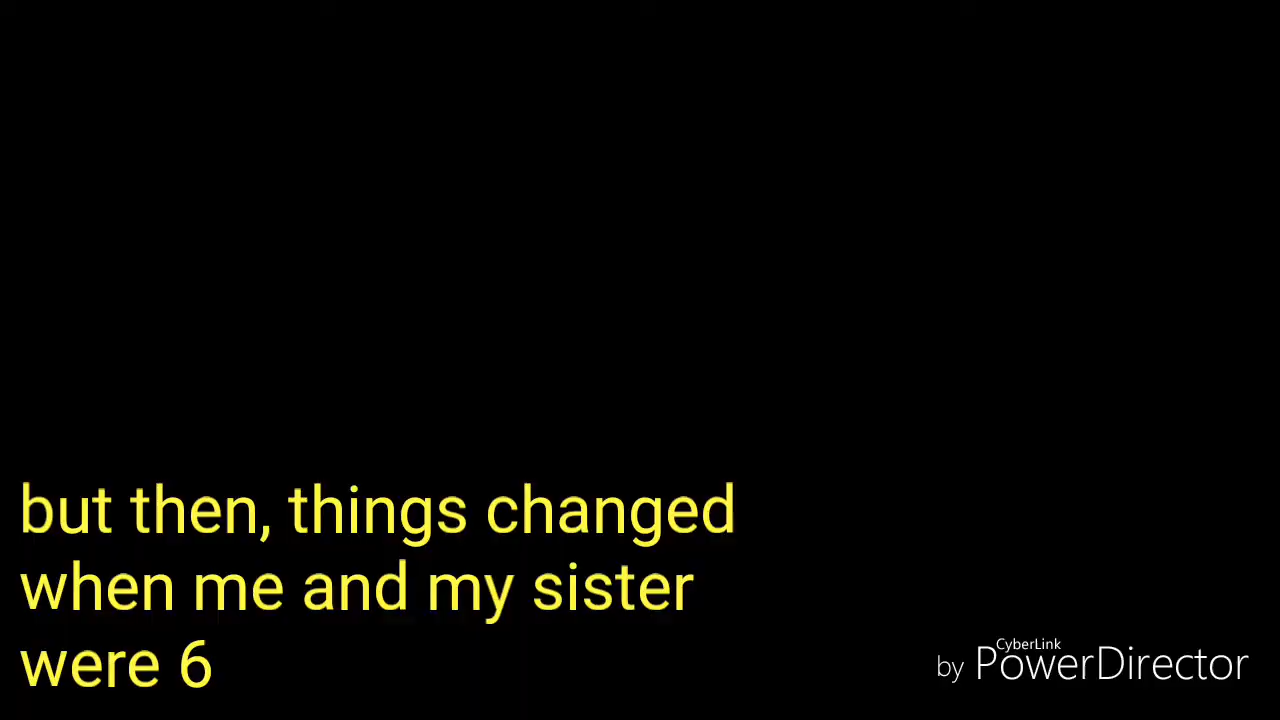 but then, things changed
when me and my sister
were 6
CyberLink
by PowerDirector